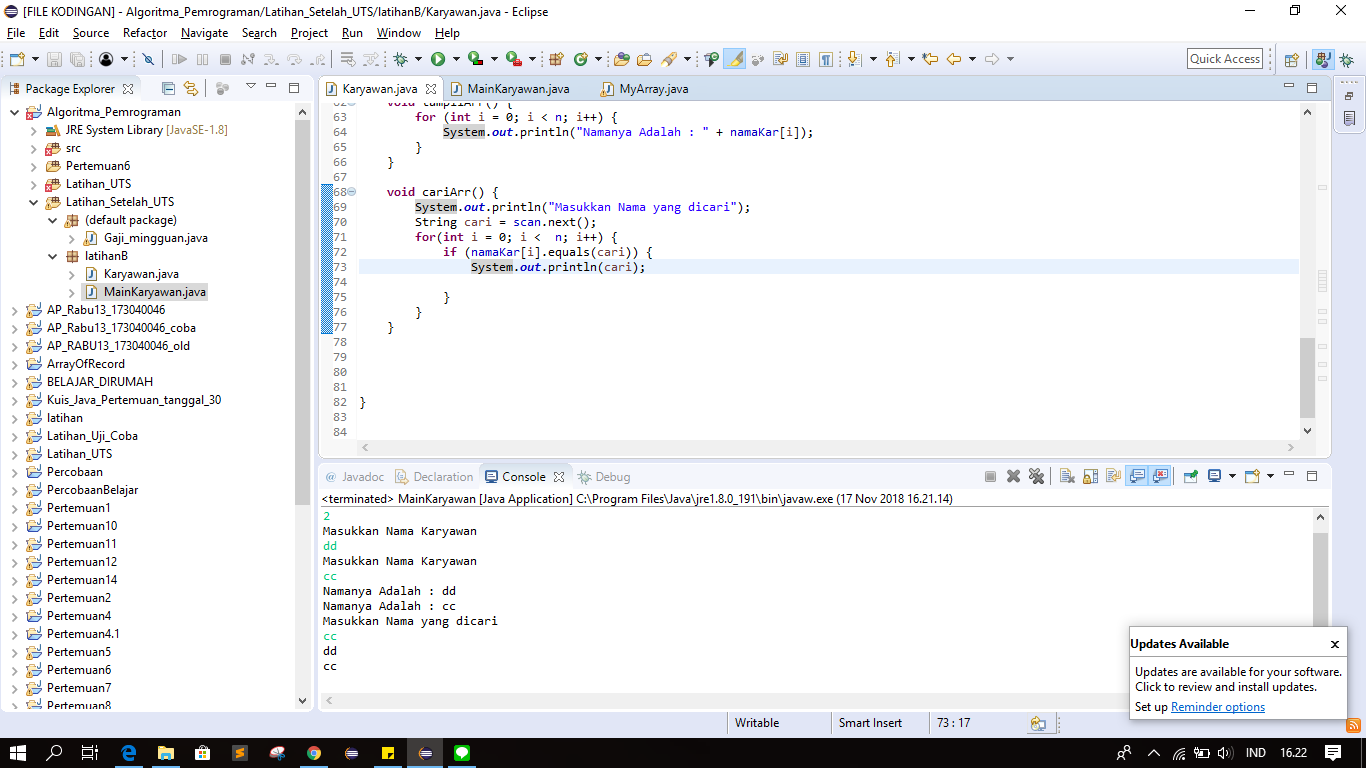 [FILE KODINGAN] - Algoritma_Pemrograman/Latihan_Setelah_UTS/latihanB/Karyawan.java - Eclipse
File Edit Source Refactor Navigate Search Project Run Window Help
Quick Access
Package Explorer
Algoritma_Pemrograman
JRE System Library [JavaSE-1.8]
src
Pertemuan6
Latihan_UTS
Latihan_Setelah_UTS
(default package)
Gaji_mingguan.java
latihanB
Karyawan.java
MainKaryawan.java
AP_Rabu13_173040046
AP_Rabu13_173040046_coba
AP_RABU13_173040046_old
ArrayOfRecord
BELAJAR_DIRUMAH
Kuis_Java_Pertemuan_tanggal_30
latihan
Latihan_Uji_Coba
Latihan_UTS
Percobaan
PercobaanBelajar
Pertemuan1
Pertemuan10
Pertemuan11
Pertemuan12
Pertemuan14
Pertemuan2
Pertemuan4
Pertemuan4.1
Pertemuan5
Pertemuan6
Pertemuan7
Pertemuan8
Karyawan.java MainKaryawan.java MyArray.java
62 void tampilArr() {
63 for (int i = 0; i < n; i++) {
64 System.out.println("Namanya Adalah : " + namaKar[i]);
65 }
66 }
67
68 void cariArr() {
69 System.out.println("Masukkan Nama yang dicari");
70 String cari = scan.next();
71 for(int i = 0; i <  n; i++) {
72 if (namaKar[i].equals(cari)) {
73 System.out.println(cari);
74
75 }
76 }
77 }
78
79
80
81
82 }
83
84
Javadoc Declaration Console Debug
<terminated> MainKaryawan [Java Application] C:\Program Files\Java\jre1.8.0_191\bin\javaw.exe (17 Nov 2018 16.21.14)
2
Masukkan Nama Karyawan
dd
Masukkan Nama Karyawan
cc
Namanya Adalah : dd
Namanya Adalah : cc
Masukkan Nama yang dicari
cc
dd
cc
Updates Available x
Updates are available for your software.
Click to review and install updates.
Set up Reminder options
Writable Smart Insert 73 : 17
IND 16.22